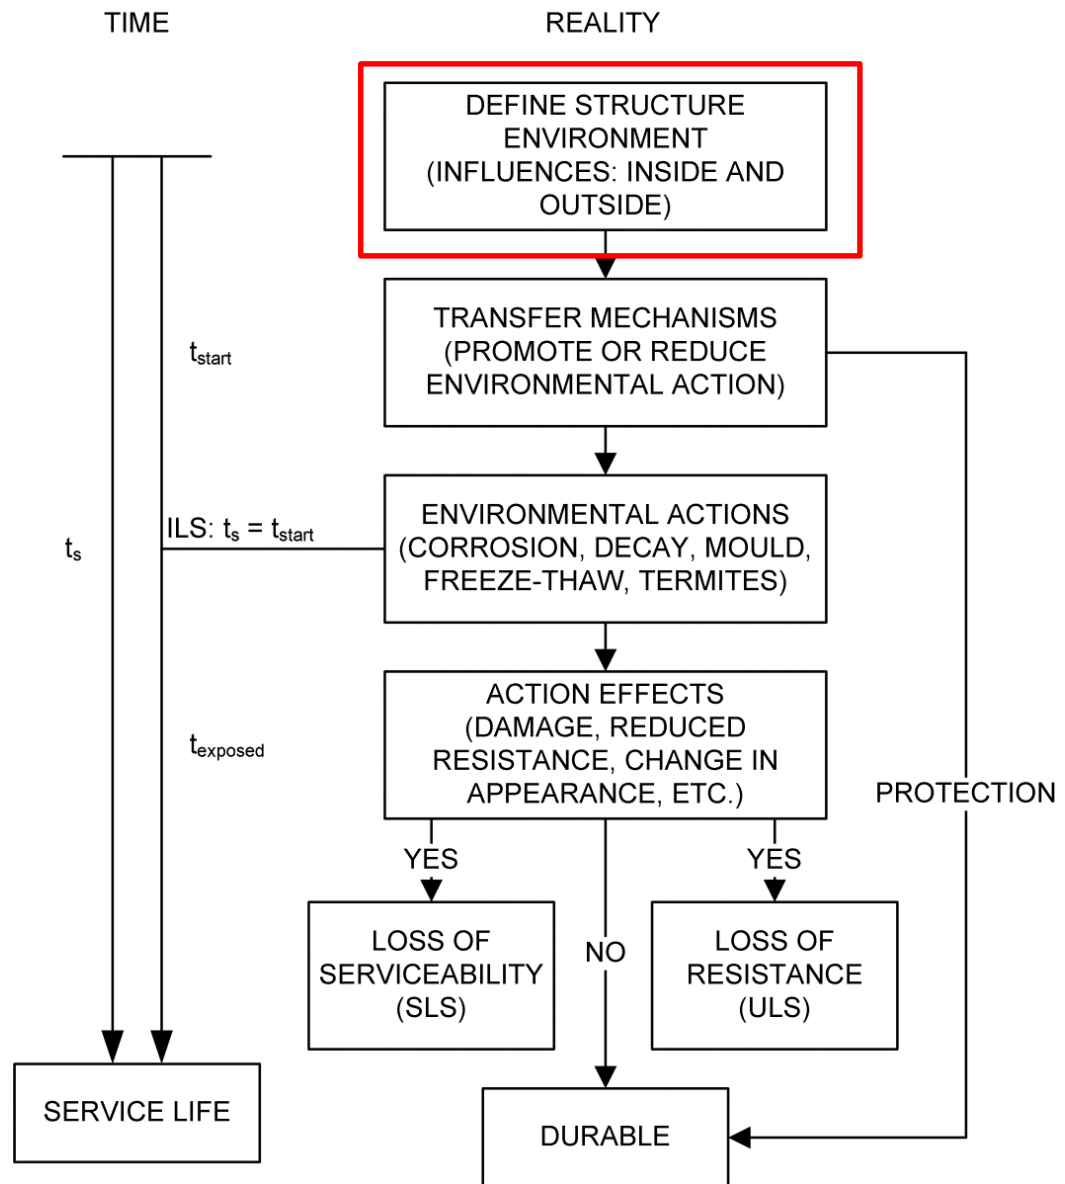 TIME
REALITY
DEFINE STRUCTURE
ENVIRONMENT
(INFLUENCES: INSIDE AND
OUTSIDE)
TRANSFER MECHANISMS
(PROMOTE OR REDUCE
ENVIRONMENTAL ACTION)
tstart
ENVIRONMENTAL ACTIONS
(CORROSION, DECAY, MOULD,
FREEZE-THAW, TERMITES)
ILS: ts = tstart
ts
ACTION EFFECTS
(DAMAGE, REDUCED
RESISTANCE, CHANGE IN
APPEARANCE, ETC.)
texposed
PROTECTION
YES
YES
NO
LOSS OF
SERVICEABILITY
(SLS)
LOSS OF
RESISTANCE
(ULS)
SERVICE LIFE
DURABLE